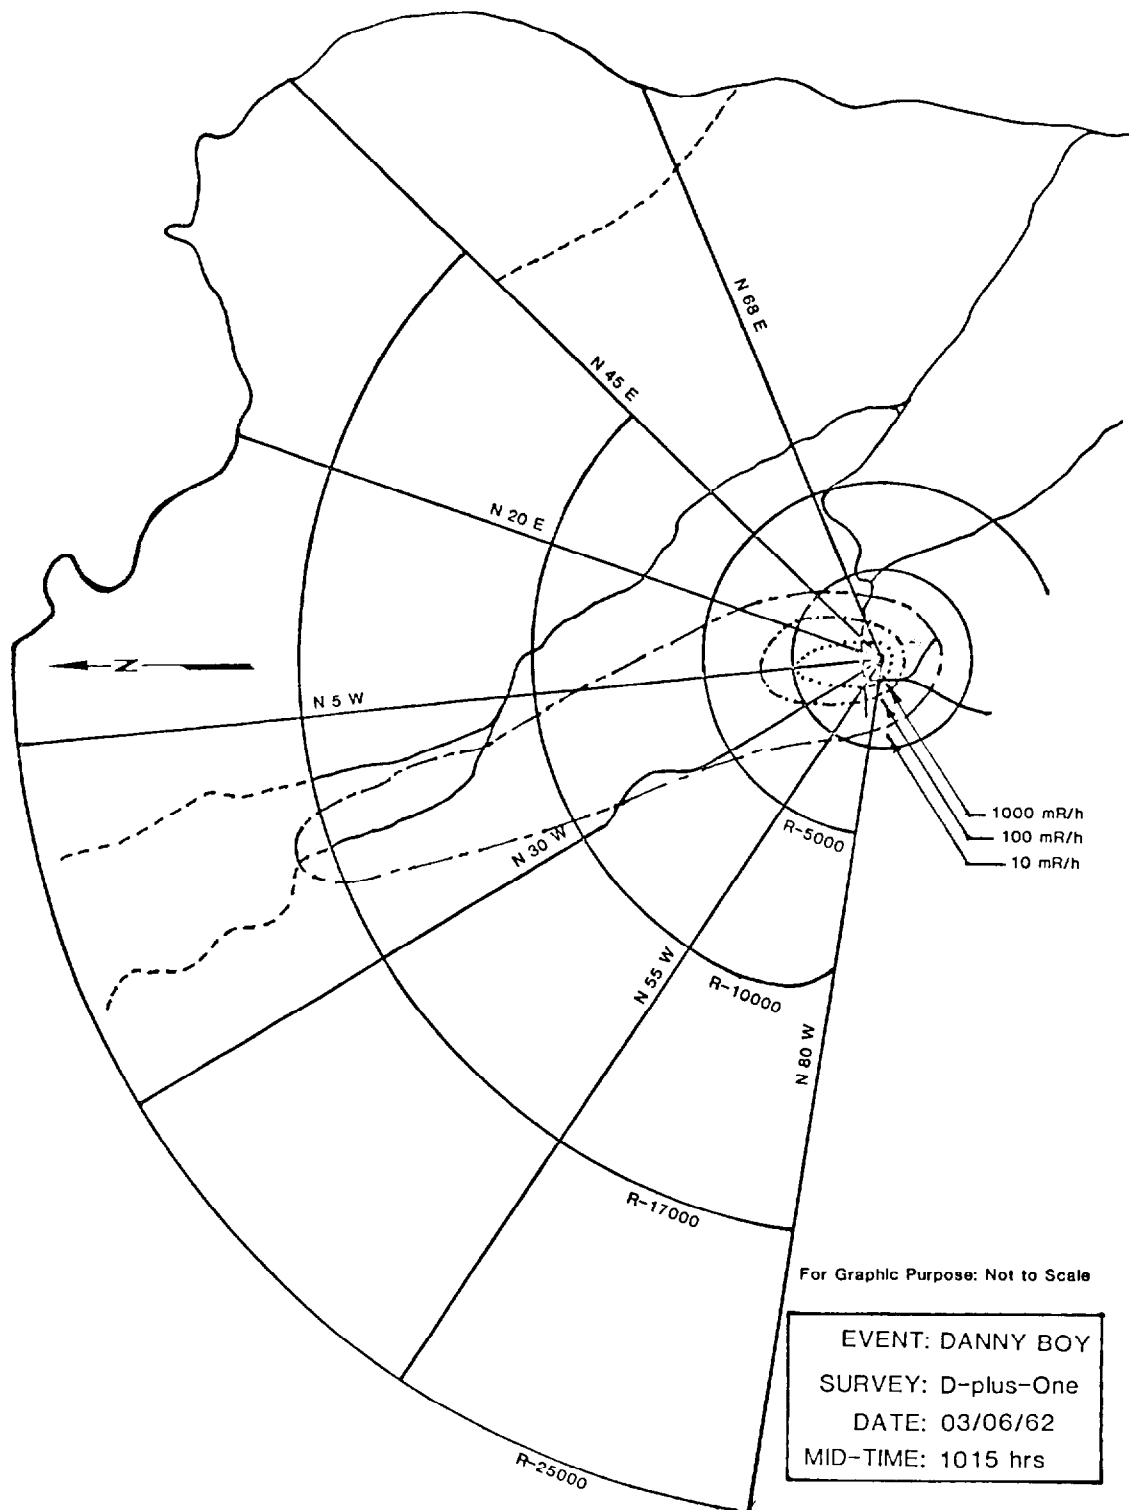 N 68 E
N 45 E
N 20 E
N
N 5 W
N 30 W
R-5000
1000 mR/h
100 mR/h
10 mR/h
N 55 W
R-10000
N 80 W
R-17000
For Graphic Purpose: Not to Scale
EVENT: DANNY BOY
SURVEY: D-plus-One
DATE: 03/06/62
MID-TIME: 1015 hrs
R-25000